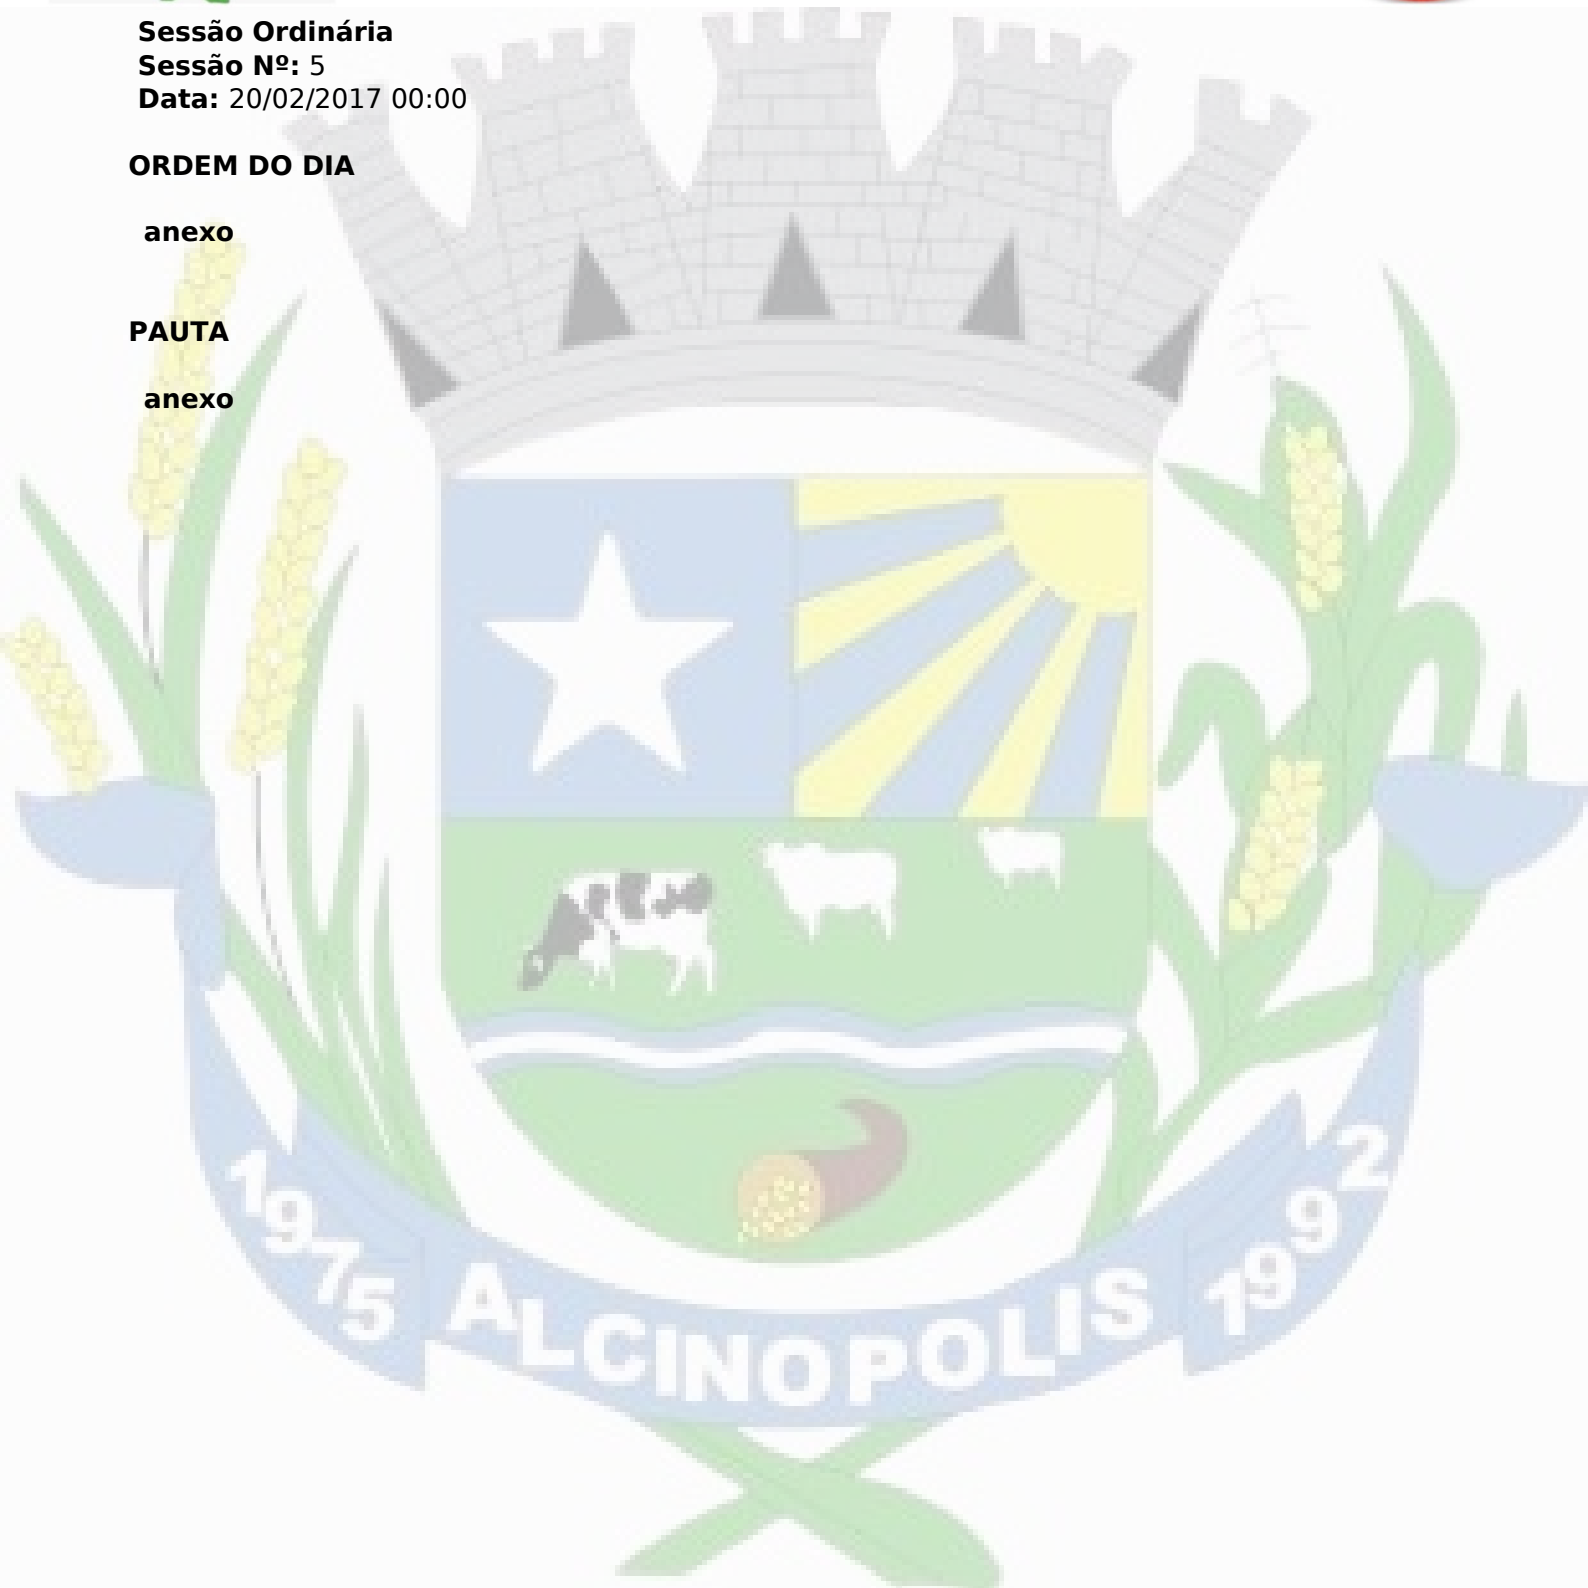 Sessão Ordinária
Sessão Nº: 5
Data: 20/02/2017 00:00
ORDEM DO DIA
anexo
PAUTA
anexo
1975 ALCINOPOLIS 1992